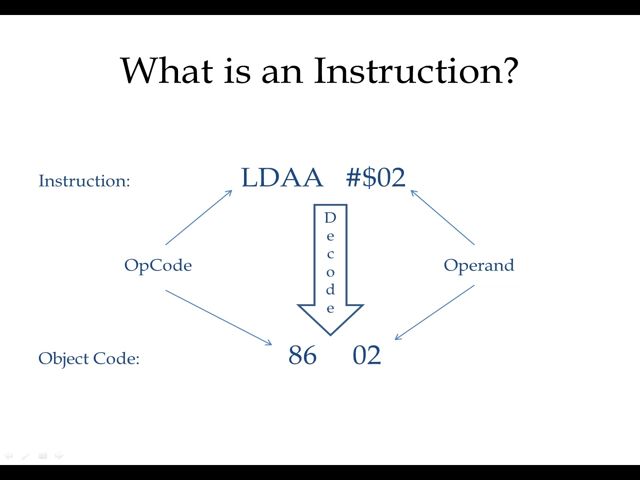 What is an Instruction?
Instruction:
LDAA #$02
D
e
c
o
d
e
OpCode
Operand
Object Code:
86 02